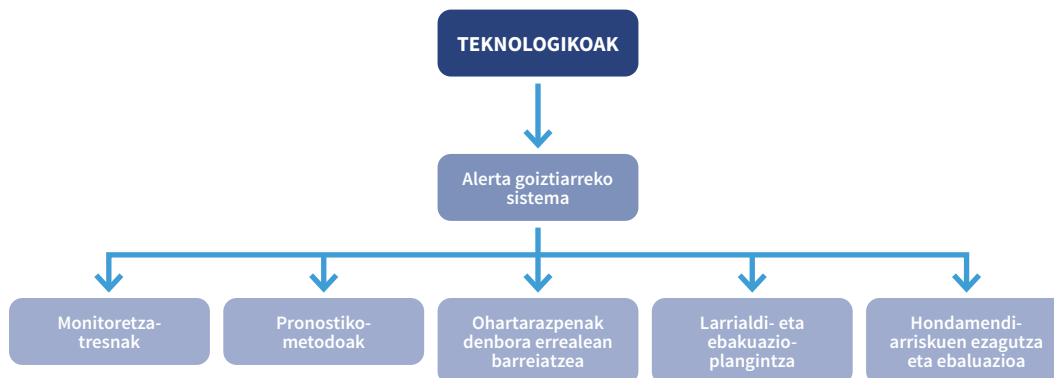 TEKNOLOGIKOAK
Alerta goiztiarreko
sistema
Monitoretza-
tresnak
Pronostiko-
metodoak
Ohartarazpenak
denbora errealean
barreiatzea
Larrialdi- eta
ebakuazio-
plangintza
Hondamendi-
arriskuen ezagutza
eta ebaluazioa